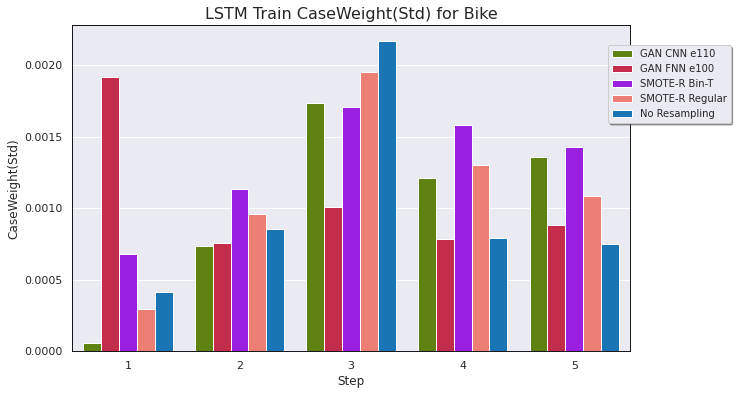 LSTM Train CaseWeight(Std) for Bike
CaseWeight(Std)
0.0020
0.0015
0.0010
0.0005
0.0000
1 2 3 4 5
Step
GAN CNN e110
GAN FNN e100
SMOTE-R Bin-T
SMOTE-R Regular
No Resampling